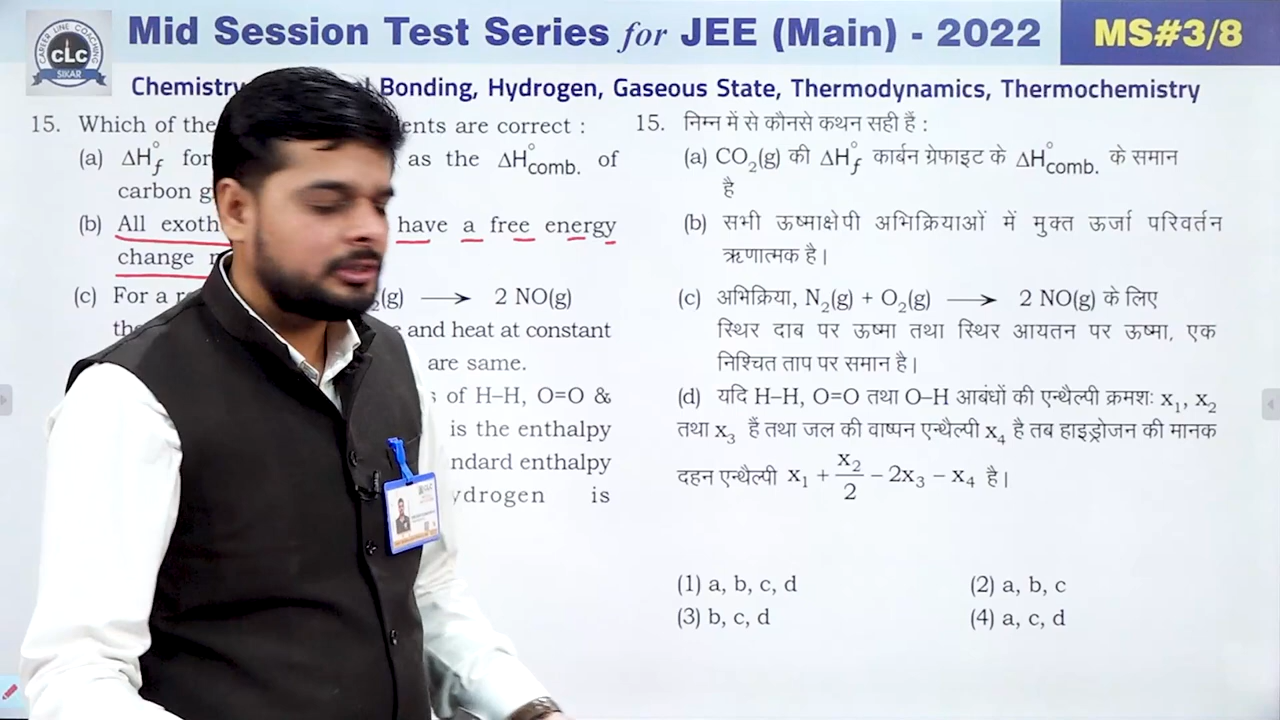 Mid Session Test Series for JEE (Main) - 2022
MS#3/8
CAREER LINE COACHING
CLC
SIKAR
Bonding, Hydrogen, Gaseous State, Thermodynamics, Thermochemistry
15. Which of the ents are correct :
(a) ΔH°f for as the ΔH°comb. of
carbon g
(b) All exoth have a free energy
change
(c) For a r (g) ⟶ 2 NO(g)
the and heat at constant
are same.
of H–H, O=O &
is the enthalpy
ndard enthalpy
ydrogen is
15. निम्न में से कौनसे कथन सही हैं :
(a) CO₂(g) की ΔH°f कार्बन ग्रेफाइट के ΔH°comb. के समान
है
(b) सभी ऊष्माक्षेपी अभिक्रियाओं में मुक्त ऊर्जा परिवर्तन
ऋणात्मक है।
(c) अभिक्रिया, N₂(g) + O₂(g) ⟶ 2 NO(g) के लिए
स्थिर दाब पर ऊष्मा तथा स्थिर आयतन पर ऊष्मा, एक
निश्चित ताप पर समान है।
(d) यदि H–H, O=O तथा O–H आबंधों की एन्थैल्पी क्रमशः x₁, x₂
तथा x₃ हैं तथा जल की वाष्पन एन्थैल्पी x₄ है तब हाइड्रोजन की मानक
दहन एन्थैल्पी x₁ + x₂/2 − 2x₃ − x₄ है।
(1) a, b, c, d (2) a, b, c
(3) b, c, d (4) a, c, d